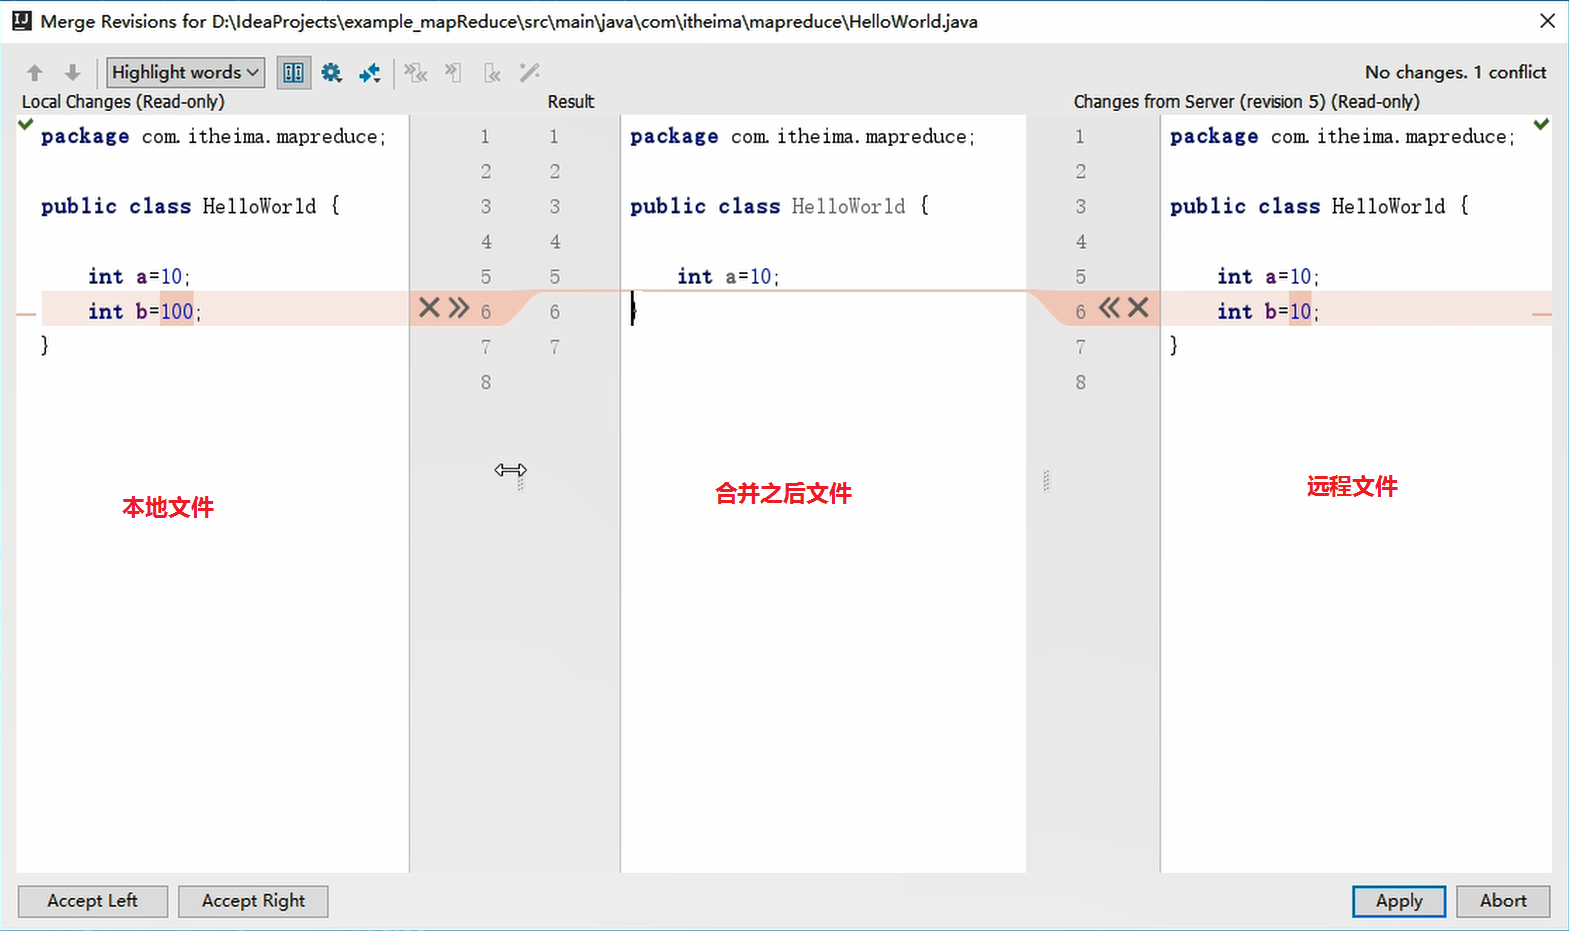 Merge Revisions for D:\IdeaProjects\example_mapReduce\src\main\java\com\itheima\mapreduce\HelloWorld.java
Highlight words
No changes. 1 conflict
Local Changes (Read-only)
Result
Changes from Server (revision 5) (Read-only)
package com.itheima.mapreduce;
public class HelloWorld {
int a=10;
int b=100;
}
1
2
3
4
5
6
7
8
1
2
3
4
5
6
7
package com.itheima.mapreduce;
public class HelloWorld {
int a=10;
}
1
2
3
4
5
6
7
8
package com.itheima.mapreduce;
public class HelloWorld {
int a=10;
int b=10;
}
本地文件
合并之后文件
远程文件
Accept Left
Accept Right
Apply
Abort